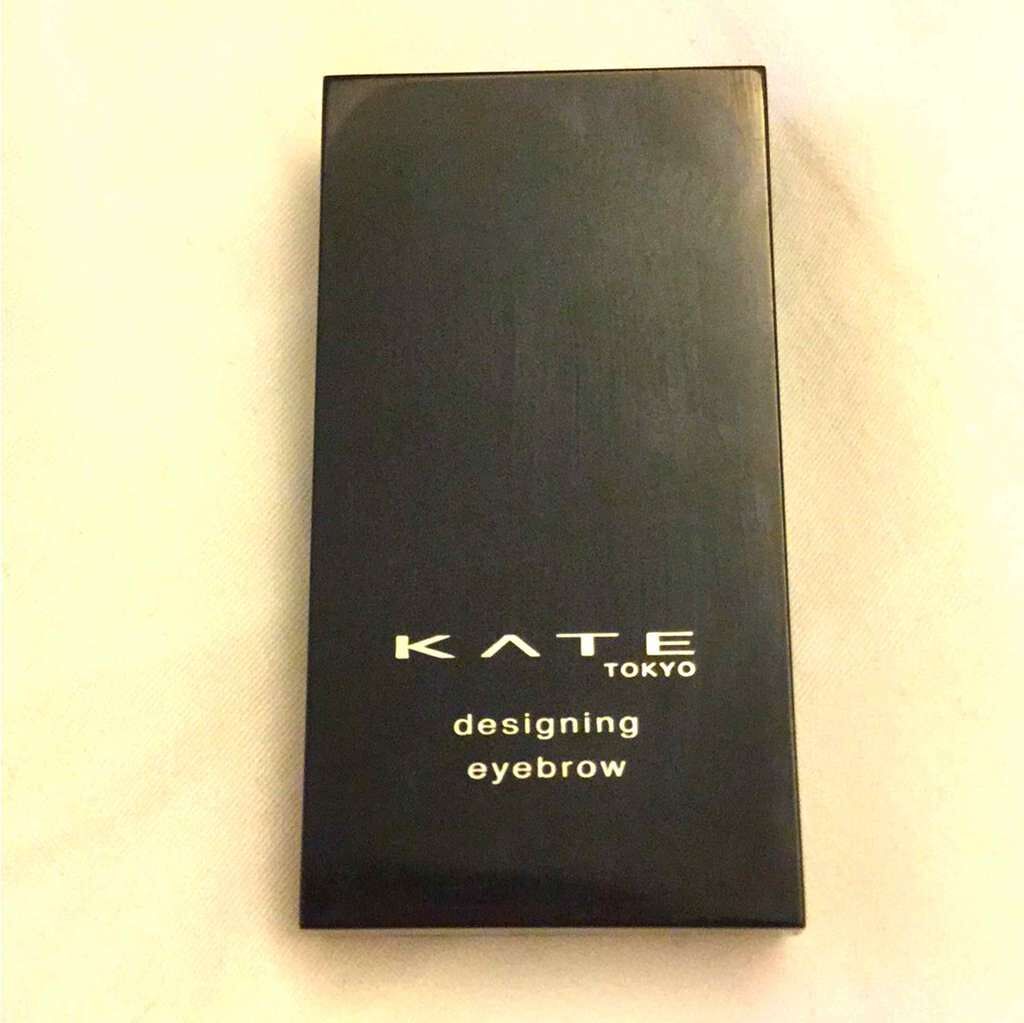 KATE
TOKYO
designing
eyebrow